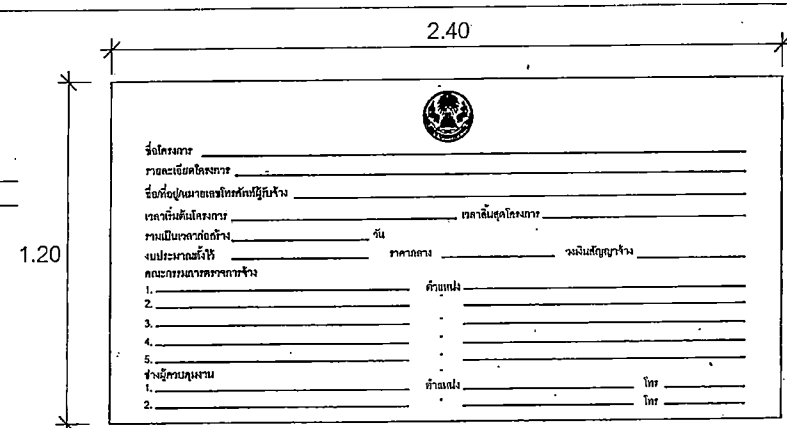 2.40
1.20
ชื่อโครงการ
รายละเอียดโครงการ
ชื่อ/ที่อยู่/หมายเลขโทรศัพท์ผู้รับจ้าง
เวลาเริ่มต้นโครงการ เวลาสิ้นสุดโครงการ
รวมเป็นเวลาก่อสร้าง วัน
งบประมาณตั้งไว้ ราคากลาง วงเงินสัญญาจ้าง
คณะกรรมการตรวจการจ้าง
1. ตำแหน่ง
2. "
3. "
4. "
5. "
ช่างผู้ควบคุมงาน
1. ตำแหน่ง โทร
2. " โทร